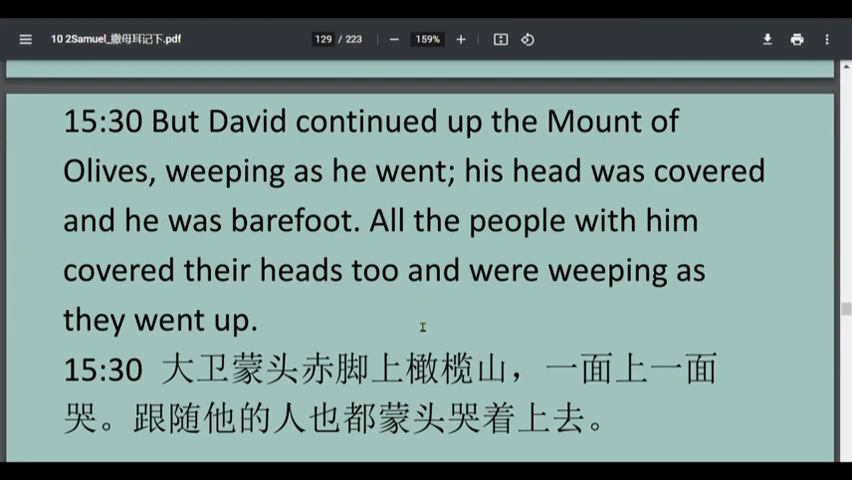 10 2Samuel_撒母耳记下.pdf
129 / 223
159%
15:30 But David continued up the Mount of
Olives, weeping as he went; his head was covered
and he was barefoot. All the people with him
covered their heads too and were weeping as
they went up.
15:30 大卫蒙头赤脚上橄榄山，一面上一面
哭。跟随他的人也都蒙头哭着上去。